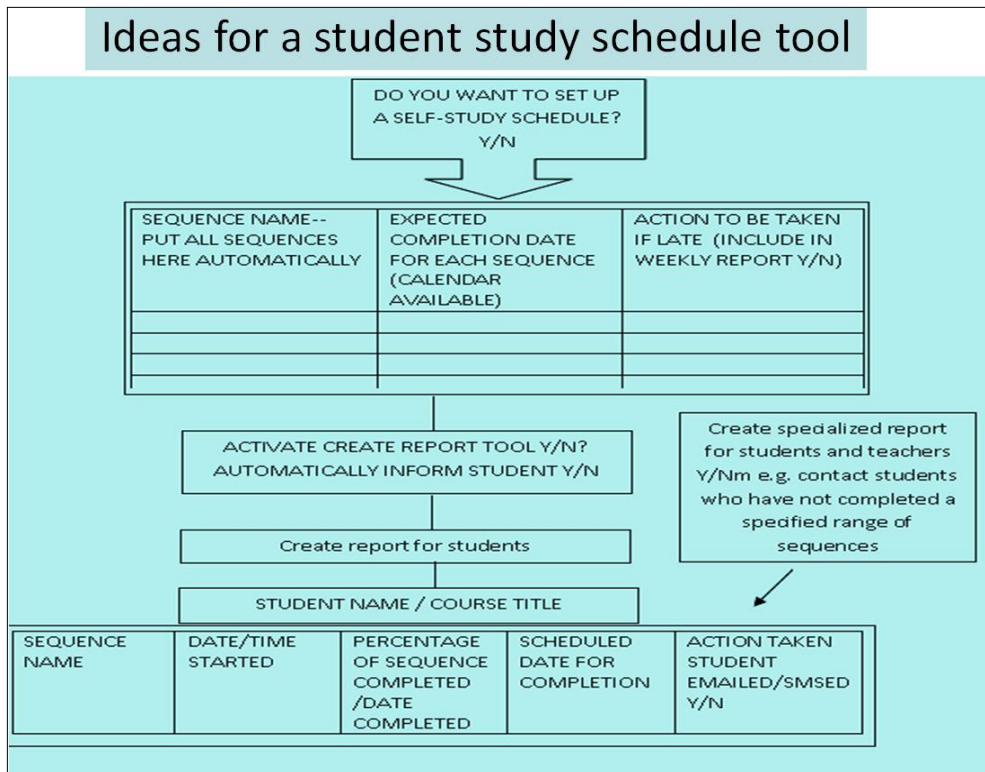 Ideas for a student study schedule tool
DO YOU WANT TO SET UP
A SELF-STUDY SCHEDULE?
Y/N
SEQUENCE NAME--
PUT ALL SEQUENCES
HERE AUTOMATICALLY
EXPECTED
COMPLETION DATE
FOR EACH SEQUENCE
(CALENDAR
AVAILABLE)
ACTION TO BE TAKEN
IF LATE (INCLUDE IN
WEEKLY REPORT Y/N)
ACTIVATE CREATE REPORT TOOL Y/N?
AUTOMATICALLY INFORM STUDENT Y/N
Create specialized report
for students and teachers
Y/Nm e.g. contact students
who have not completed a
specified range of
sequences
Create report for students
STUDENT NAME / COURSE TITLE
SEQUENCE
NAME
DATE/TIME
STARTED
PERCENTAGE
OF SEQUENCE
COMPLETED
/DATE
COMPLETED
SCHEDULED
DATE FOR
COMPLETION
ACTION TAKEN
STUDENT
EMAILED/SMSED
Y/N